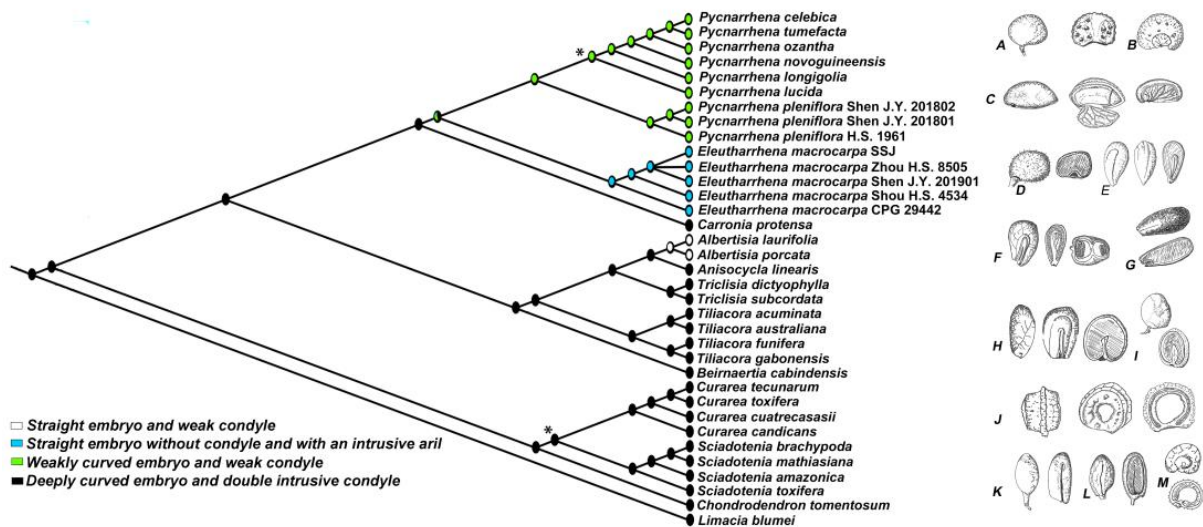 Pycnarrhena celebica
Pycnarrhena tumefacta
Pycnarrhena ozantha
Pycnarrhena novoguineensis
Pycnarrhena longigolia
Pycnarrhena lucida
Pycnarrhena pleniflora Shen J.Y. 201802
Pycnarrhena pleniflora Shen J.Y. 201801
Pycnarrhena pleniflora H.S. 1961
Eleutharrhena macrocarpa SSJ
Eleutharrhena macrocarpa Zhou H.S. 8505
Eleutharrhena macrocarpa Shen J.Y. 201901
Eleutharrhena macrocarpa Shou H.S. 4534
Eleutharrhena macrocarpa CPG 29442
Carronia protensa
Albertisia laurifolia
Albertisia porcata
Anisocycla linearis
Triclisia dictyophylla
Triclisia subcordata
Tiliacora acuminata
Tiliacora australiana
Tiliacora funifera
Tiliacora gabonensis
Beirnaertia cabindensis
Curarea tecunarum
Curarea toxifera
Curarea cuatrecasasii
Curarea candicans
Sciadotenia brachypoda
Sciadotenia mathiasiana
Sciadotenia amazonica
Sciadotenia toxifera
Chondrodendron tomentosum
Limacia blumei
*
*
Straight embryo and weak condyle
Straight embryo without condyle and with an intrusive aril
Weakly curved embryo and weak condyle
Deeply curved embryo and double intrusive condyle
A B
C
D E
F G
H I
J
K L M